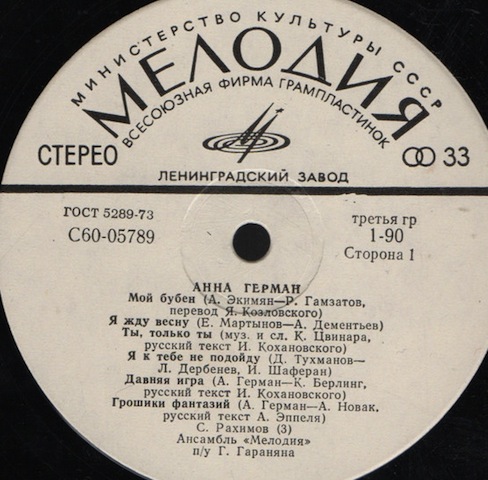 МИНИСТЕРСТВО КУЛЬТУРЫ СССР
МЕЛОДИЯ
ВСЕСОЮЗНАЯ ФИРМА ГРАМПЛАСТИНОК
СТЕРЕО
33
ЛЕНИНГРАДСКИЙ ЗАВОД
ГОСТ 5289-73
С60-05789
третья гр
1-90
Сторона 1
АННА ГЕРМАН
Мой бубен (А. Экимян—Р. Гамзатов,
перевод Я. Козловского)
Я жду весну (Е. Мартынов—А. Дементьев)
Ты, только ты (муз. и сл. К. Цвинара,
русский текст И. Кохановского)
Я к тебе не подойду (Д. Тухманов—
Л. Дербенев, И. Шаферан)
Давняя игра (А. Герман—К. Берлинг,
русский текст И. Кохановского)
Грошики фантазий (А. Герман—А. Новак.
русский текст А. Эппеля)
С. Рахимов (3)
Ансамбль «Мелодия»
п/у Г. Гараняна